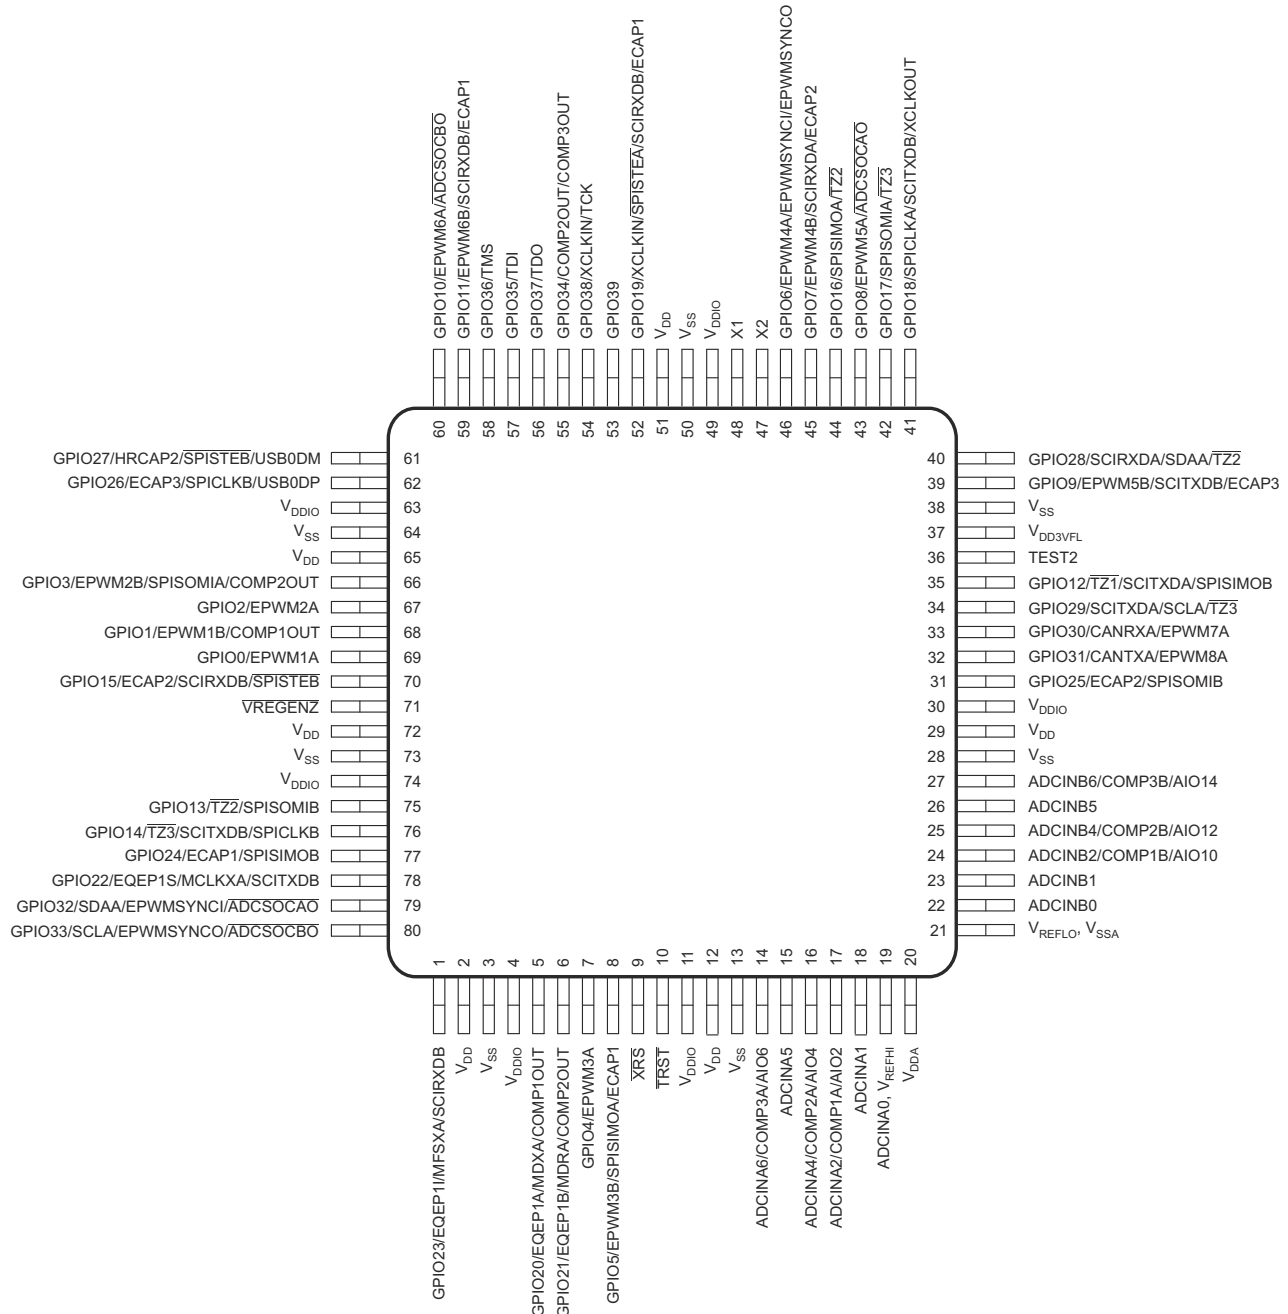 GPIO10/EPWM6A/ADCSOCBO
GPIO11/EPWM6B/SCIRXDB/ECAP1
GPIO36/TMS
GPIO35/TDI
GPIO37/TDO
GPIO34/COMP2OUT/COMP3OUT
GPIO38/XCLKIN/TCK
GPIO39
GPIO19/XCLKIN/SPISTEA/SCIRXDB/ECAP1
VDD
VSS
VDDIO
X1
X2
GPIO6/EPWM4A/EPWMSYNCI/EPWMSYNCO
GPIO7/EPWM4B/SCIRXDA/ECAP2
GPIO16/SPISIMOA/TZ2
GPIO8/EPWM5A/ADCSOCAO
GPIO17/SPISOMIA/TZ3
GPIO18/SPICLKA/SCITXDB/XCLKOUT
60
59
58
57
56
55
54
53
52
51
50
49
48
47
46
45
44
43
42
41
GPIO27/HRCAP2/SPISTEB/USB0DM 61
GPIO26/ECAP3/SPICLKB/USB0DP 62
VDDIO 63
VSS 64
VDD 65
GPIO3/EPWM2B/SPISOMIA/COMP2OUT 66
GPIO2/EPWM2A 67
GPIO1/EPWM1B/COMP1OUT 68
GPIO0/EPWM1A 69
GPIO15/ECAP2/SCIRXDB/SPISTEB 70
VREGENZ 71
VDD 72
VSS 73
VDDIO 74
GPIO13/TZ2/SPISOMIB 75
GPIO14/TZ3/SCITXDB/SPICLKB 76
GPIO24/ECAP1/SPISIMOB 77
GPIO22/EQEP1S/MCLKXA/SCITXDB 78
GPIO32/SDAA/EPWMSYNCI/ADCSOCAO 79
GPIO33/SCLA/EPWMSYNCO/ADCSOCBO 80
40 GPIO28/SCIRXDA/SDAA/TZ2
39 GPIO9/EPWM5B/SCITXDB/ECAP3
38 VSS
37 VDD3VFL
36 TEST2
35 GPIO12/TZ1/SCITXDA/SPISIMOB
34 GPIO29/SCITXDA/SCLA/TZ3
33 GPIO30/CANRXA/EPWM7A
32 GPIO31/CANTXA/EPWM8A
31 GPIO25/ECAP2/SPISOMIB
30 VDDIO
29 VDD
28 VSS
27 ADCINB6/COMP3B/AIO14
26 ADCINB5
25 ADCINB4/COMP2B/AIO12
24 ADCINB2/COMP1B/AIO10
23 ADCINB1
22 ADCINB0
21 VREFLO, VSSA
1
2
3
4
5
6
7
8
9
10
11
12
13
14
15
16
17
18
19
20
GPIO23/EQEP1I/MFSXA/SCIRXDB
VDD
VSS
VDDIO
GPIO20/EQEP1A/MDXA/COMP1OUT
GPIO21/EQEP1B/MDRA/COMP2OUT
GPIO4/EPWM3A
GPIO5/EPWM3B/SPISIMOA/ECAP1
XRS
TRST
VDDIO
VDD
VSS
ADCINA6/COMP3A/AIO6
ADCINA5
ADCINA4/COMP2A/AIO4
ADCINA2/COMP1A/AIO2
ADCINA1
ADCINA0, VREFHI
VDDA